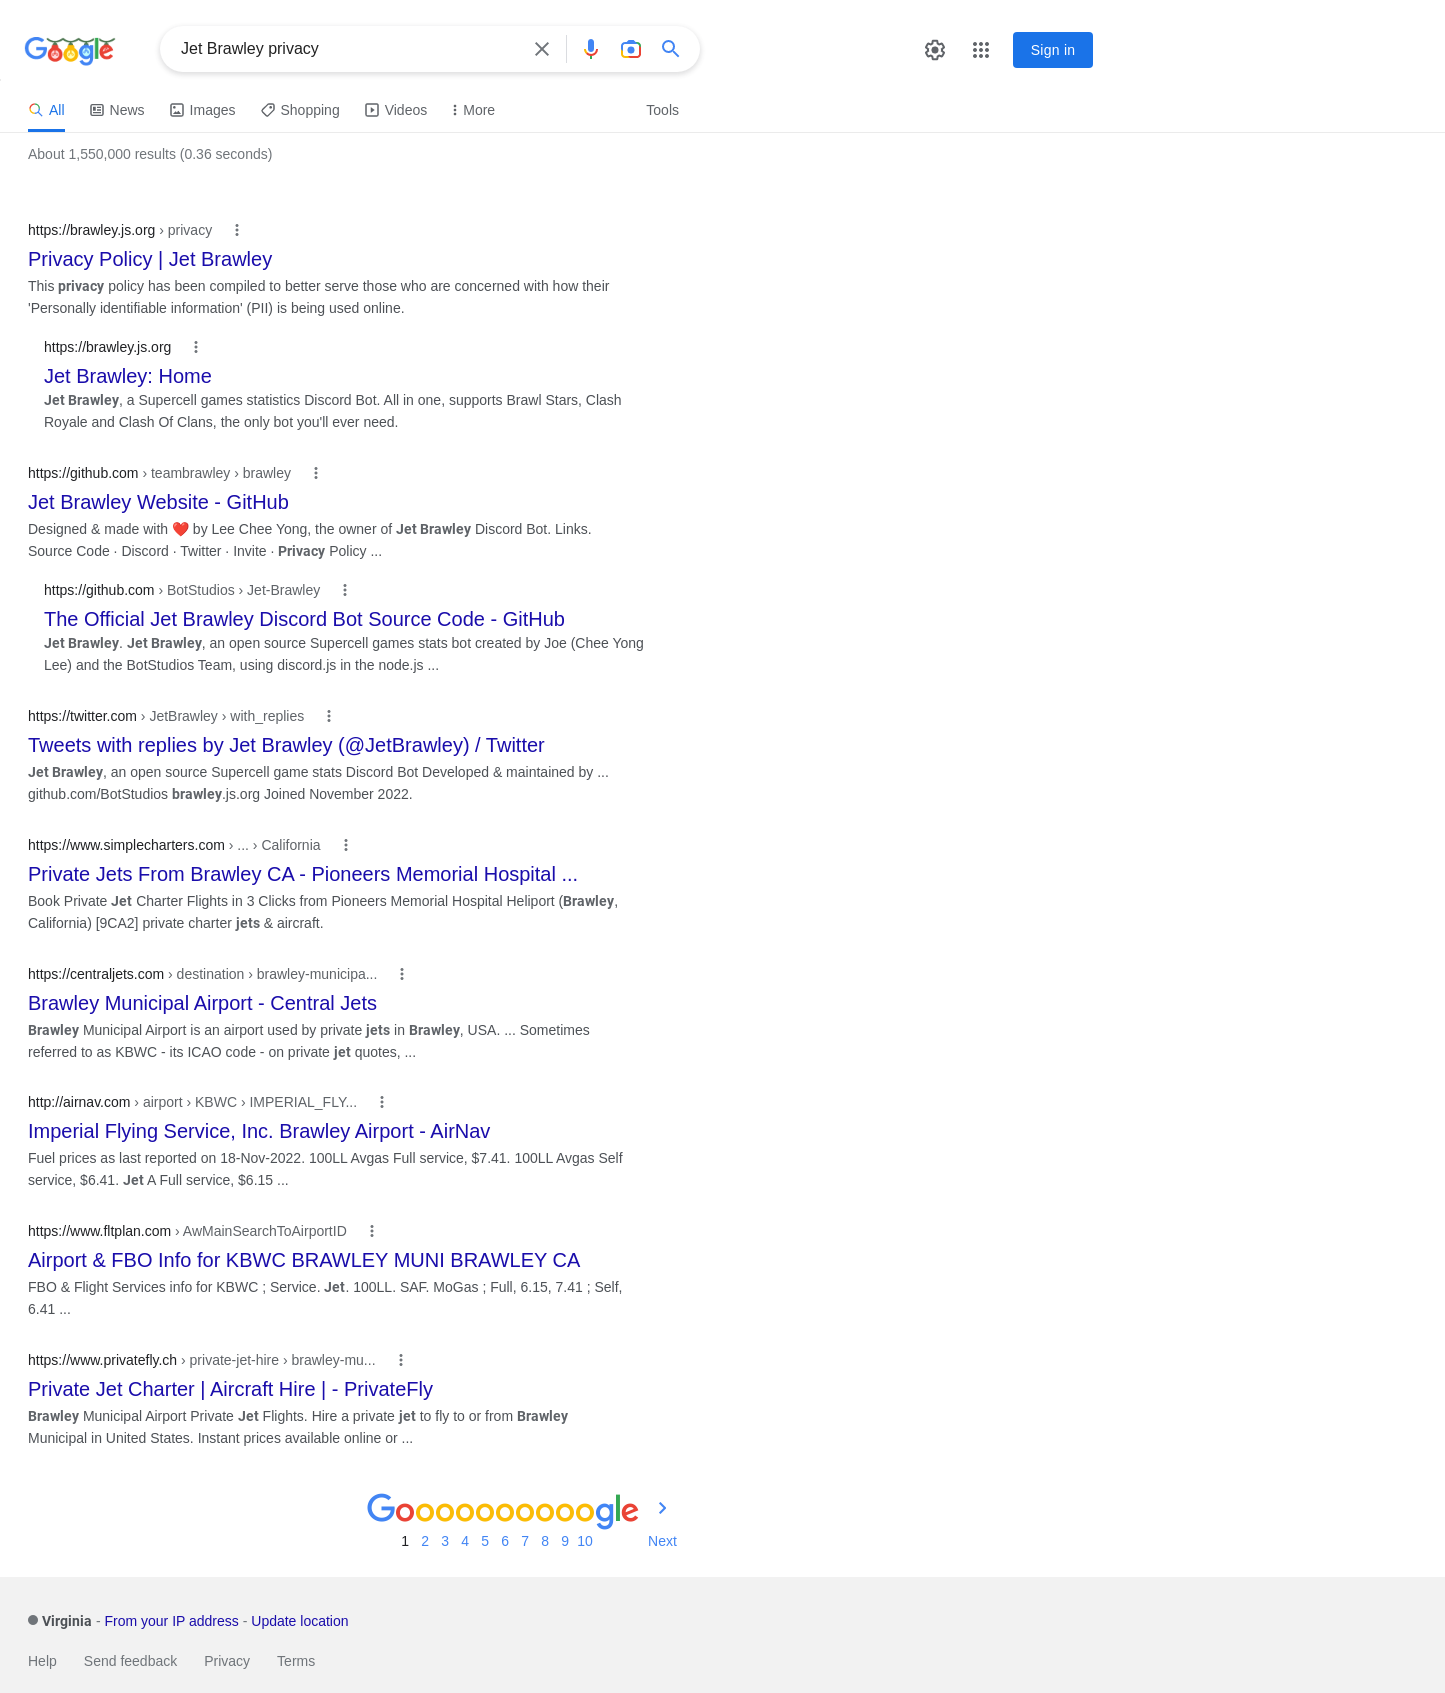 Google
Jet Brawley privacy
Sign in
All News Images Shopping Videos More Tools
About 1,550,000 results (0.36 seconds)
https://brawley.js.org › privacy
Privacy Policy | Jet Brawley
This privacy policy has been compiled to better serve those who are concerned with how their
'Personally identifiable information' (PII) is being used online.
https://brawley.js.org
Jet Brawley: Home
Jet Brawley, a Supercell games statistics Discord Bot. All in one, supports Brawl Stars, Clash
Royale and Clash Of Clans, the only bot you'll ever need.
https://github.com › teambrawley › brawley
Jet Brawley Website - GitHub
Designed & made with ❤️ by Lee Chee Yong, the owner of Jet Brawley Discord Bot. Links.
Source Code · Discord · Twitter · Invite · Privacy Policy ...
https://github.com › BotStudios › Jet-Brawley
The Official Jet Brawley Discord Bot Source Code - GitHub
Jet Brawley. Jet Brawley, an open source Supercell games stats bot created by Joe (Chee Yong
Lee) and the BotStudios Team, using discord.js in the node.js ...
https://twitter.com › JetBrawley › with_replies
Tweets with replies by Jet Brawley (@JetBrawley) / Twitter
Jet Brawley, an open source Supercell game stats Discord Bot Developed & maintained by ...
github.com/BotStudios brawley.js.org Joined November 2022.
https://www.simplecharters.com › ... › California
Private Jets From Brawley CA - Pioneers Memorial Hospital ...
Book Private Jet Charter Flights in 3 Clicks from Pioneers Memorial Hospital Heliport (Brawley,
California) [9CA2] private charter jets & aircraft.
https://centraljets.com › destination › brawley-municipa...
Brawley Municipal Airport - Central Jets
Brawley Municipal Airport is an airport used by private jets in Brawley, USA. ... Sometimes
referred to as KBWC - its ICAO code - on private jet quotes, ...
http://airnav.com › airport › KBWC › IMPERIAL_FLY...
Imperial Flying Service, Inc. Brawley Airport - AirNav
Fuel prices as last reported on 18-Nov-2022. 100LL Avgas Full service, $7.41. 100LL Avgas Self
service, $6.41. Jet A Full service, $6.15 ...
https://www.fltplan.com › AwMainSearchToAirportID
Airport & FBO Info for KBWC BRAWLEY MUNI BRAWLEY CA
FBO & Flight Services info for KBWC ; Service. Jet. 100LL. SAF. MoGas ; Full, 6.15, 7.41 ; Self,
6.41 ...
https://www.privatefly.ch › private-jet-hire › brawley-mu...
Private Jet Charter | Aircraft Hire | - PrivateFly
Brawley Municipal Airport Private Jet Flights. Hire a private jet to fly to or from Brawley
Municipal in United States. Instant prices available online or ...
Goooooooooogle
1 2 3 4 5 6 7 8 9 10 Next
Virginia - From your IP address - Update location
Help Send feedback Privacy Terms